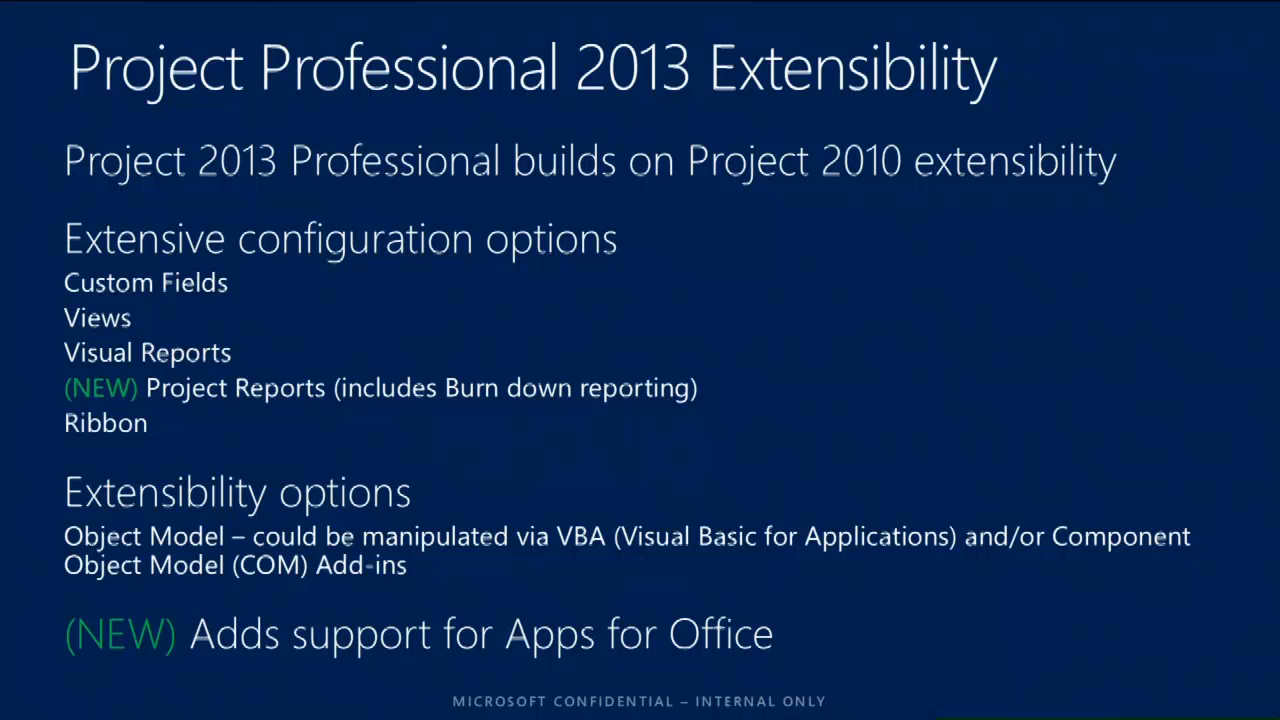 Project Professional 2013 Extensibility
Project 2013 Professional builds on Project 2010 extensibility
Extensive configuration options
Custom Fields
Views
Visual Reports
(NEW) Project Reports (includes Burn down reporting)
Ribbon
Extensibility options
Object Model – could be manipulated via VBA (Visual Basic for Applications) and/or Component
Object Model (COM) Add-ins
(NEW) Adds support for Apps for Office
MICROSOFT CONFIDENTIAL – INTERNAL ONLY